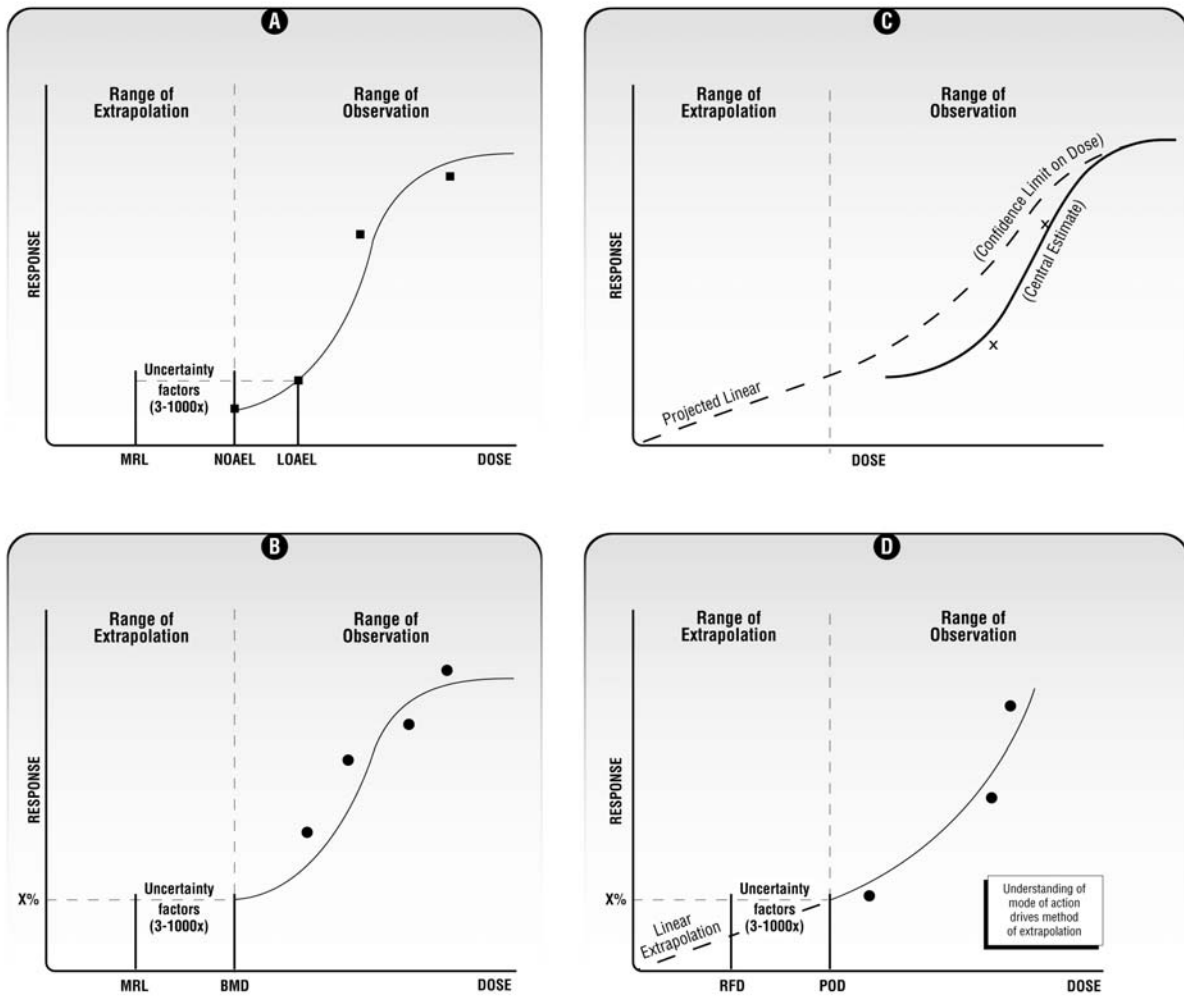 A
Range of
Extrapolation
Range of
Observation
RESPONSE
Uncertainty
factors
(3-1000x)
MRL
NOAEL
LOAEL
DOSE
C
Range of
Extrapolation
Range of
Observation
RESPONSE
(Confidence Limit on Dose)
(Central Estimate)
x
x
Projected Linear
DOSE
B
Range of
Extrapolation
Range of
Observation
RESPONSE
X%
Uncertainty
factors
(3-1000x)
MRL
BMD
DOSE
D
Range of
Extrapolation
Range of
Observation
RESPONSE
X%
Uncertainty
factors
(3-1000x)
Linear
Extrapolation
Understanding of
mode of action
drives method
of extrapolation
RFD
POD
DOSE